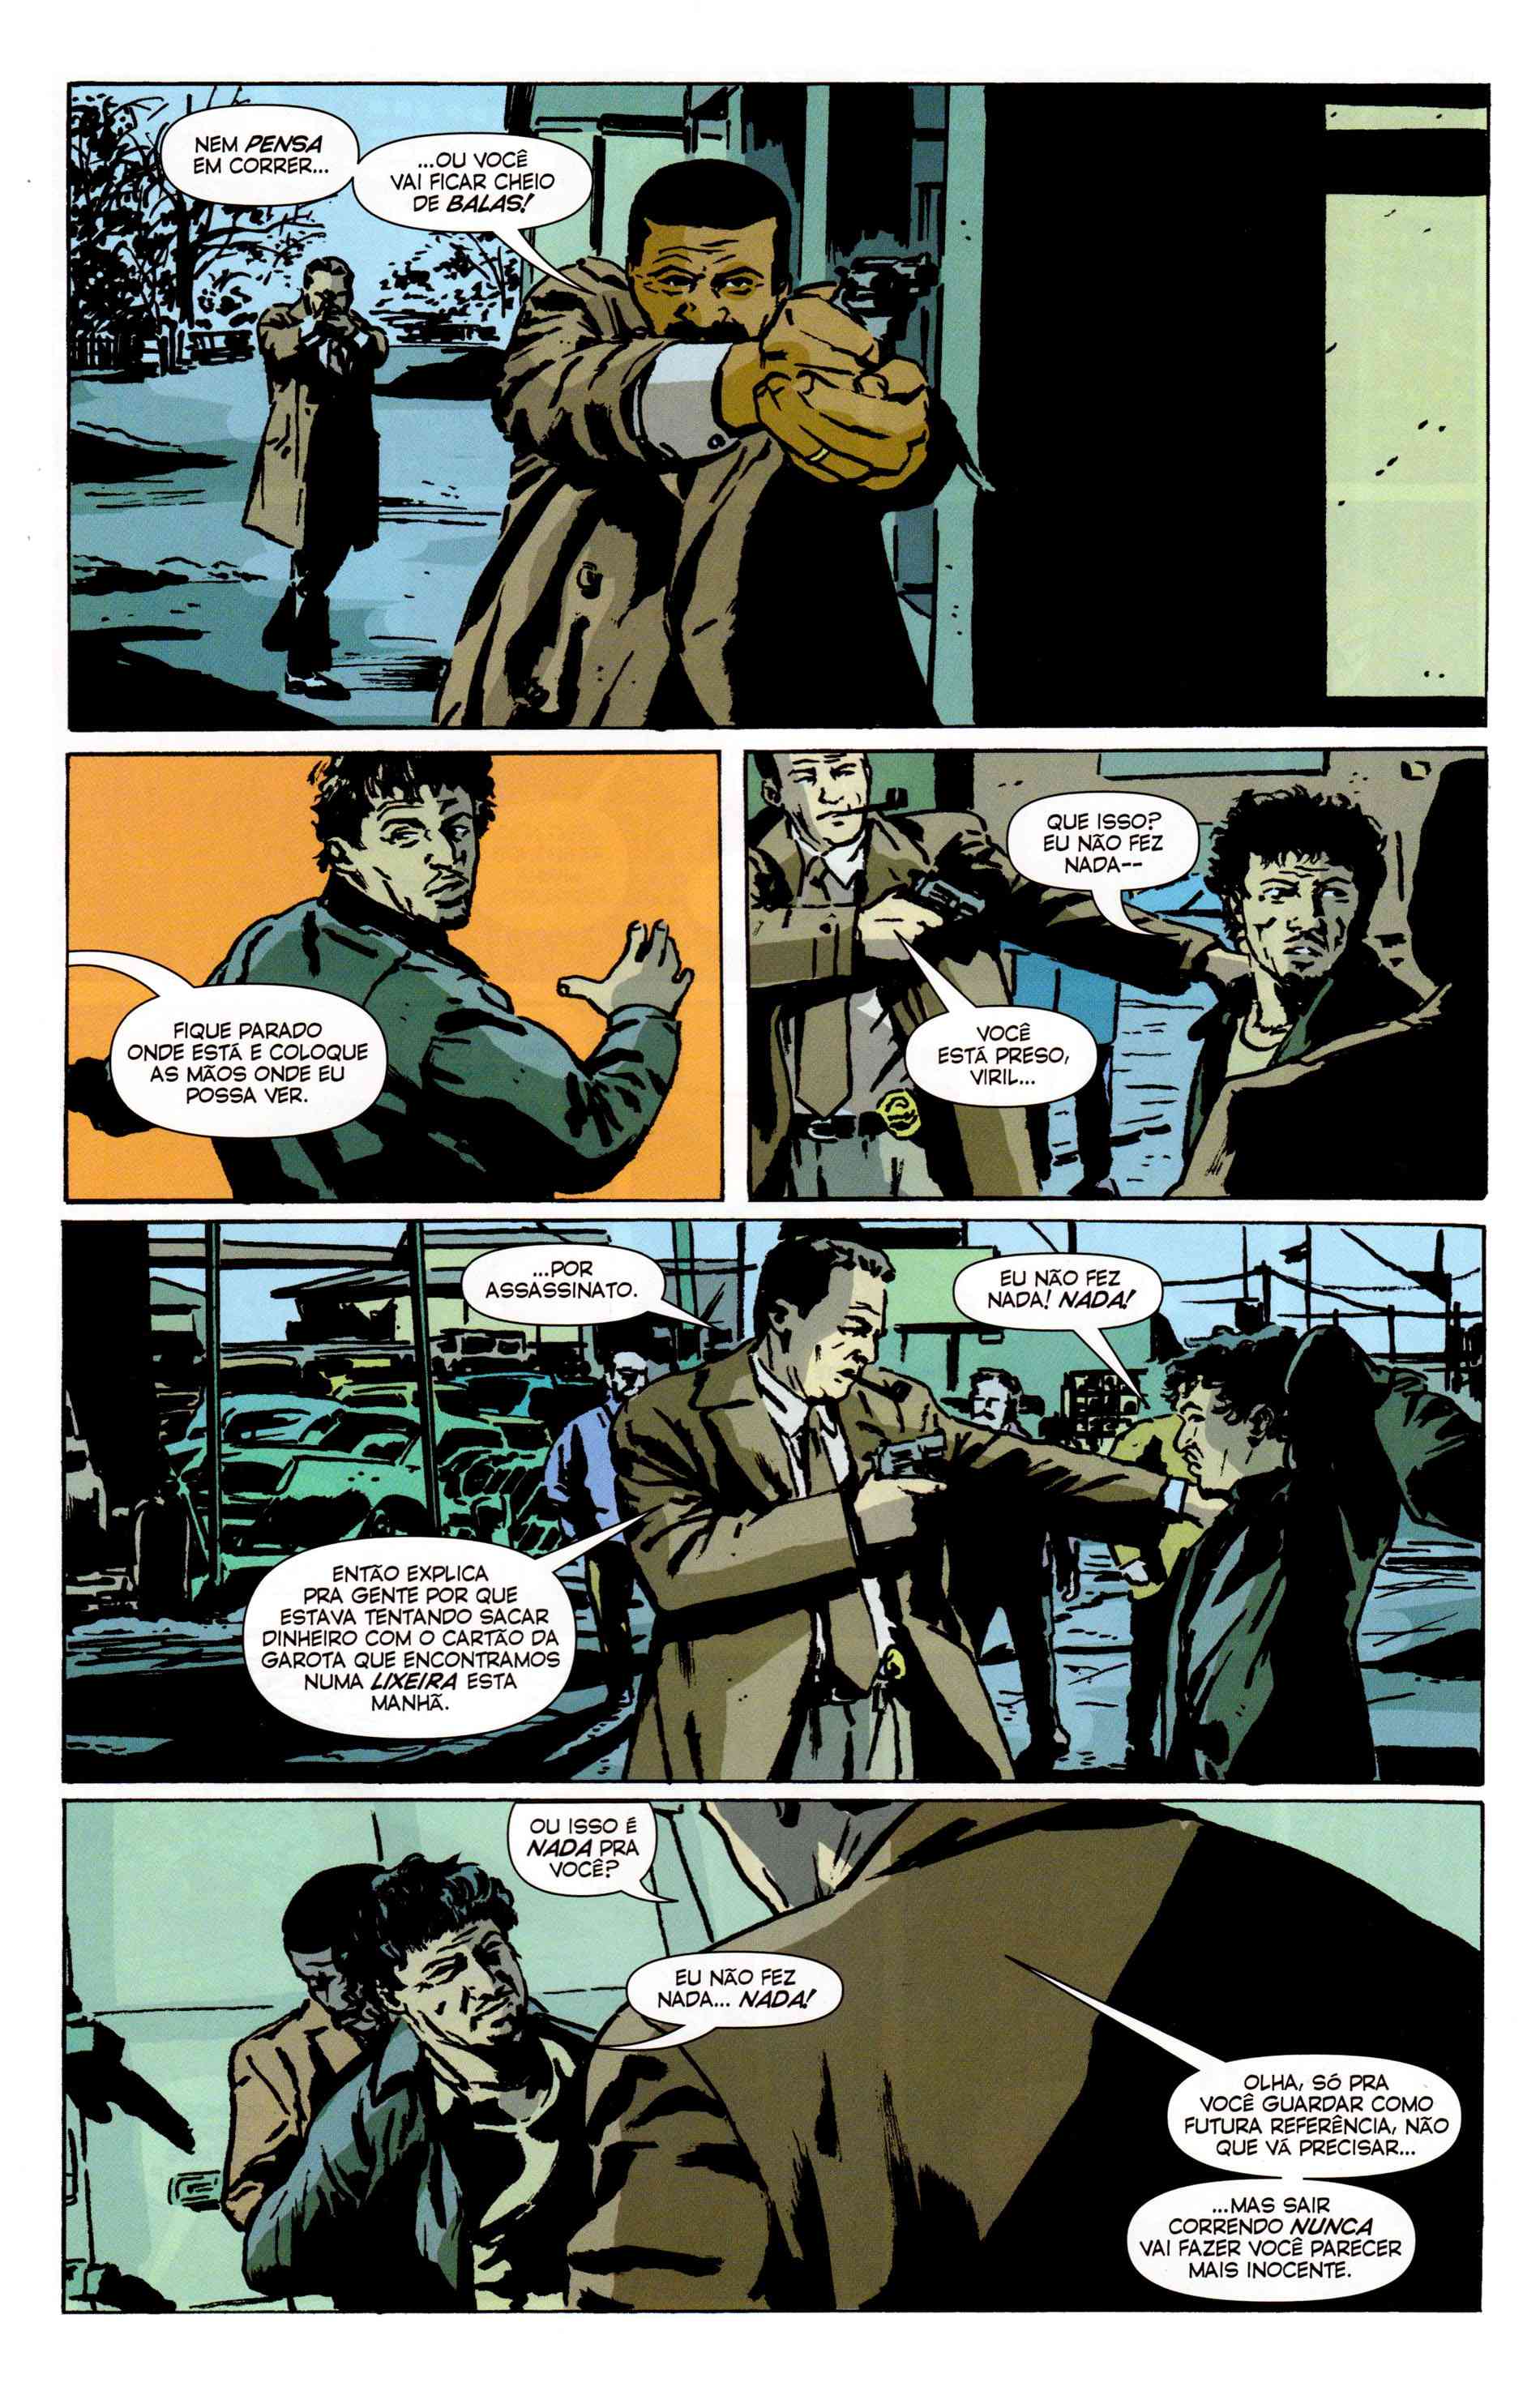 NEM PENSA
EM CORRER...
...OU VOCÊ
VAI FICAR CHEIO
DE BALAS!
FIQUE PARADO
ONDE ESTÁ E COLOQUE
AS MÃOS ONDE EU
POSSA VER.
QUE ISSO?
EU NÃO FEZ
NADA--
VOCÊ
ESTÁ PRESO,
VIRIL...
...POR
ASSASSINATO.
EU NÃO FEZ
NADA! NADA!
ENTÃO EXPLICA
PRA GENTE POR QUE
ESTAVA TENTANDO SACAR
DINHEIRO COM O CARTÃO DA
GAROTA QUE ENCONTRAMOS
NUMA LIXEIRA ESTA
MANHÃ.
OU ISSO É
NADA PRA
VOCÊ?
EU NÃO FEZ
NADA... NADA!
OLHA, SÓ PRA
VOCÊ GUARDAR COMO
FUTURA REFERÊNCIA, NÃO
QUE VÁ PRECISAR...
...MAS SAIR
CORRENDO NUNCA
VAI FAZER VOCÊ PARECER
MAIS INOCENTE.